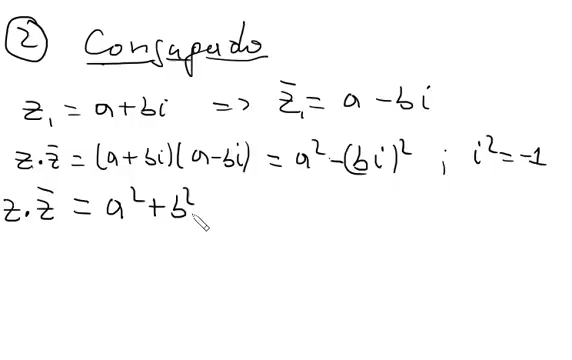 ② Conjugado
z₁ = a + bi => z̄₁ = a - bi
z . z̄ = (a + bi)(a - bi) = a² - (bi)² ; i² = -1
z . z̄ = a² + b²